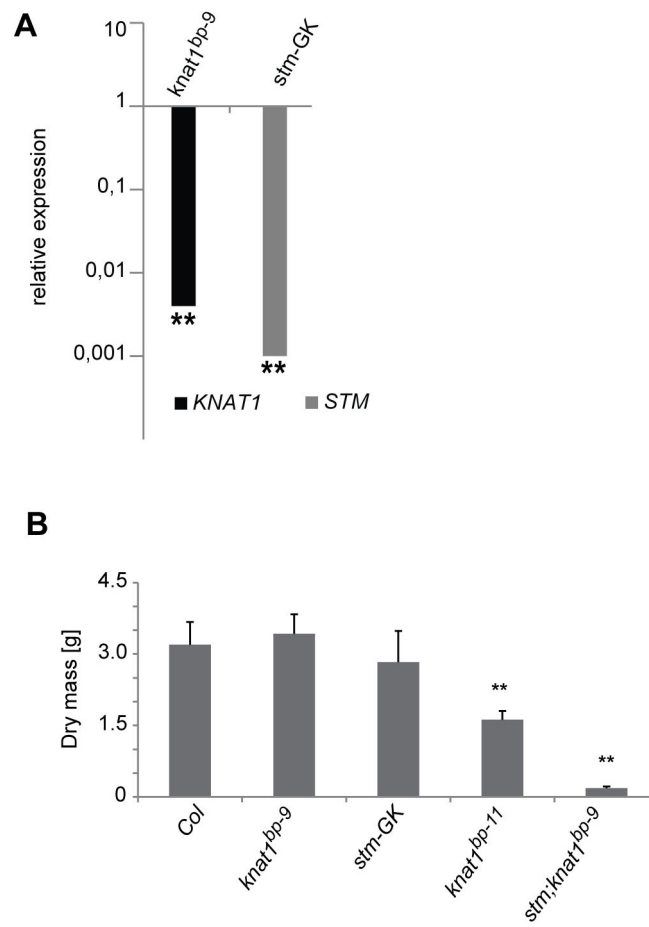 A
knat1bp-9 stm-GK
10
1
0,1
0,01
0,001
relative expression
**
**
KNAT1 STM
B
4.5
3.0
1.5
0
Dry mass [g]
**
**
Col knat1bp-9 stm-GK knat1bp-11 stm;knat1bp-9